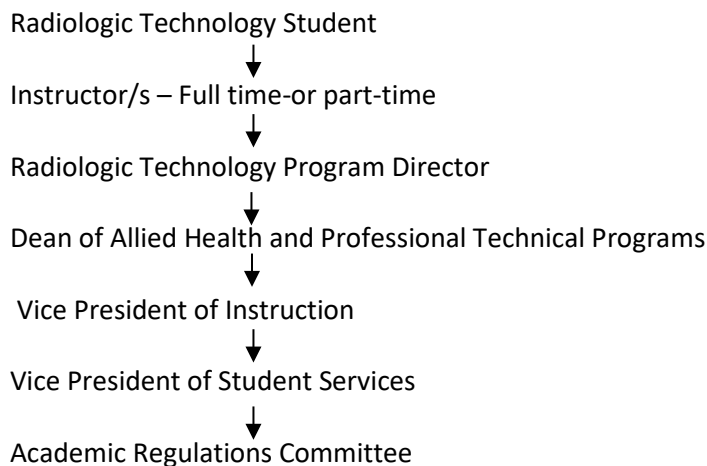 Radiologic Technology Student
Instructor/s – Full time-or part-time
Radiologic Technology Program Director
Dean of Allied Health and Professional Technical Programs
Vice President of Instruction
Vice President of Student Services
Academic Regulations Committee